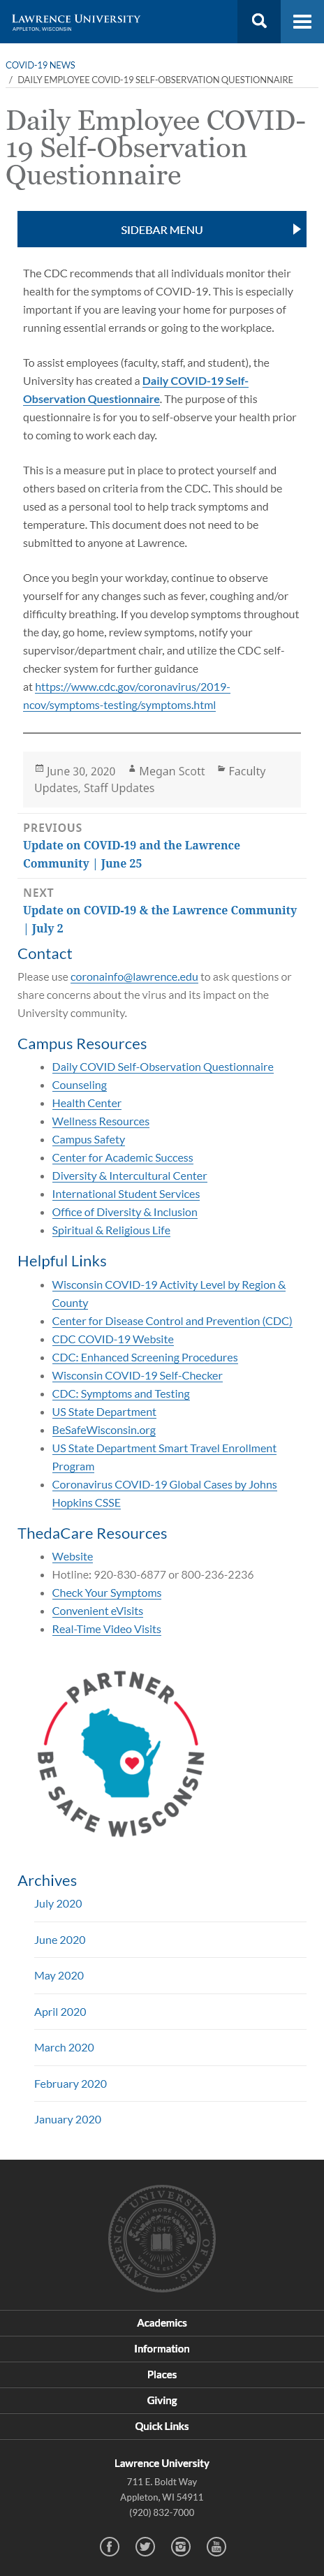 LAWRENCE UNIVERSITY
APPLETON, WISCONSIN
COVID-19 NEWS
/ DAILY EMPLOYEE COVID-19 SELF-OBSERVATION QUESTIONNAIRE
Daily Employee COVID-
19 Self-Observation
Questionnaire
SIDEBAR MENU
The CDC recommends that all individuals monitor their
health for the symptoms of COVID-19. This is especially
important if you are leaving your home for purposes of
running essential errands or going to the workplace.
To assist employees (faculty, staff, and student), the
University has created a Daily COVID-19 Self-
Observation Questionnaire. The purpose of this
questionnaire is for you to self-observe your health prior
to coming to work each day.
This is a measure put in place to protect yourself and
others based on criteria from the CDC. This should be
used as a personal tool to help track symptoms and
temperature. This document does not need to be
submitted to anyone at Lawrence.
Once you begin your workday, continue to observe
yourself for any changes such as fever, coughing and/or
difficulty breathing. If you develop symptoms throughout
the day, go home, review symptoms, notify your
supervisor/department chair, and utilize the CDC self-
checker system for further guidance
at https://www.cdc.gov/coronavirus/2019-
ncov/symptoms-testing/symptoms.html
June 30, 2020 Megan Scott Faculty
Updates, Staff Updates
PREVIOUS
Update on COVID-19 and the Lawrence
Community | June 25
NEXT
Update on COVID-19 & the Lawrence Community
| July 2
Contact
Please use coronainfo@lawrence.edu to ask questions or
share concerns about the virus and its impact on the
University community.
Campus Resources
Daily COVID Self-Observation Questionnaire
Counseling
Health Center
Wellness Resources
Campus Safety
Center for Academic Success
Diversity & Intercultural Center
International Student Services
Office of Diversity & Inclusion
Spiritual & Religious Life
Helpful Links
Wisconsin COVID-19 Activity Level by Region &
County
Center for Disease Control and Prevention (CDC)
CDC COVID-19 Website
CDC: Enhanced Screening Procedures
Wisconsin COVID-19 Self-Checker
CDC: Symptoms and Testing
US State Department
BeSafeWisconsin.org
US State Department Smart Travel Enrollment
Program
Coronavirus COVID-19 Global Cases by Johns
Hopkins CSSE
ThedaCare Resources
Website
Hotline: 920-830-6877 or 800-236-2236
Check Your Symptoms
Convenient eVisits
Real-Time Video Visits
PARTNER
BE SAFE WISCONSIN
Archives
July 2020
June 2020
May 2020
April 2020
March 2020
February 2020
January 2020
LAWRENCE UNIVERSITY OF WISCONSIN
1847
Academics
Information
Places
Giving
Quick Links
Lawrence University
711 E. Boldt Way
Appleton, WI 54911
(920) 832-7000
You
Tube